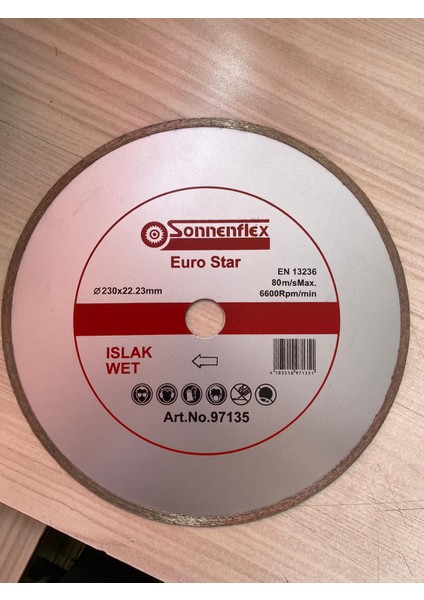 Sonnenflex
Euro Star
EN 13236
80m/sMax.
6600Rpm/min
Ø230x22.23mm
ISLAK
WET
Art.No.97135